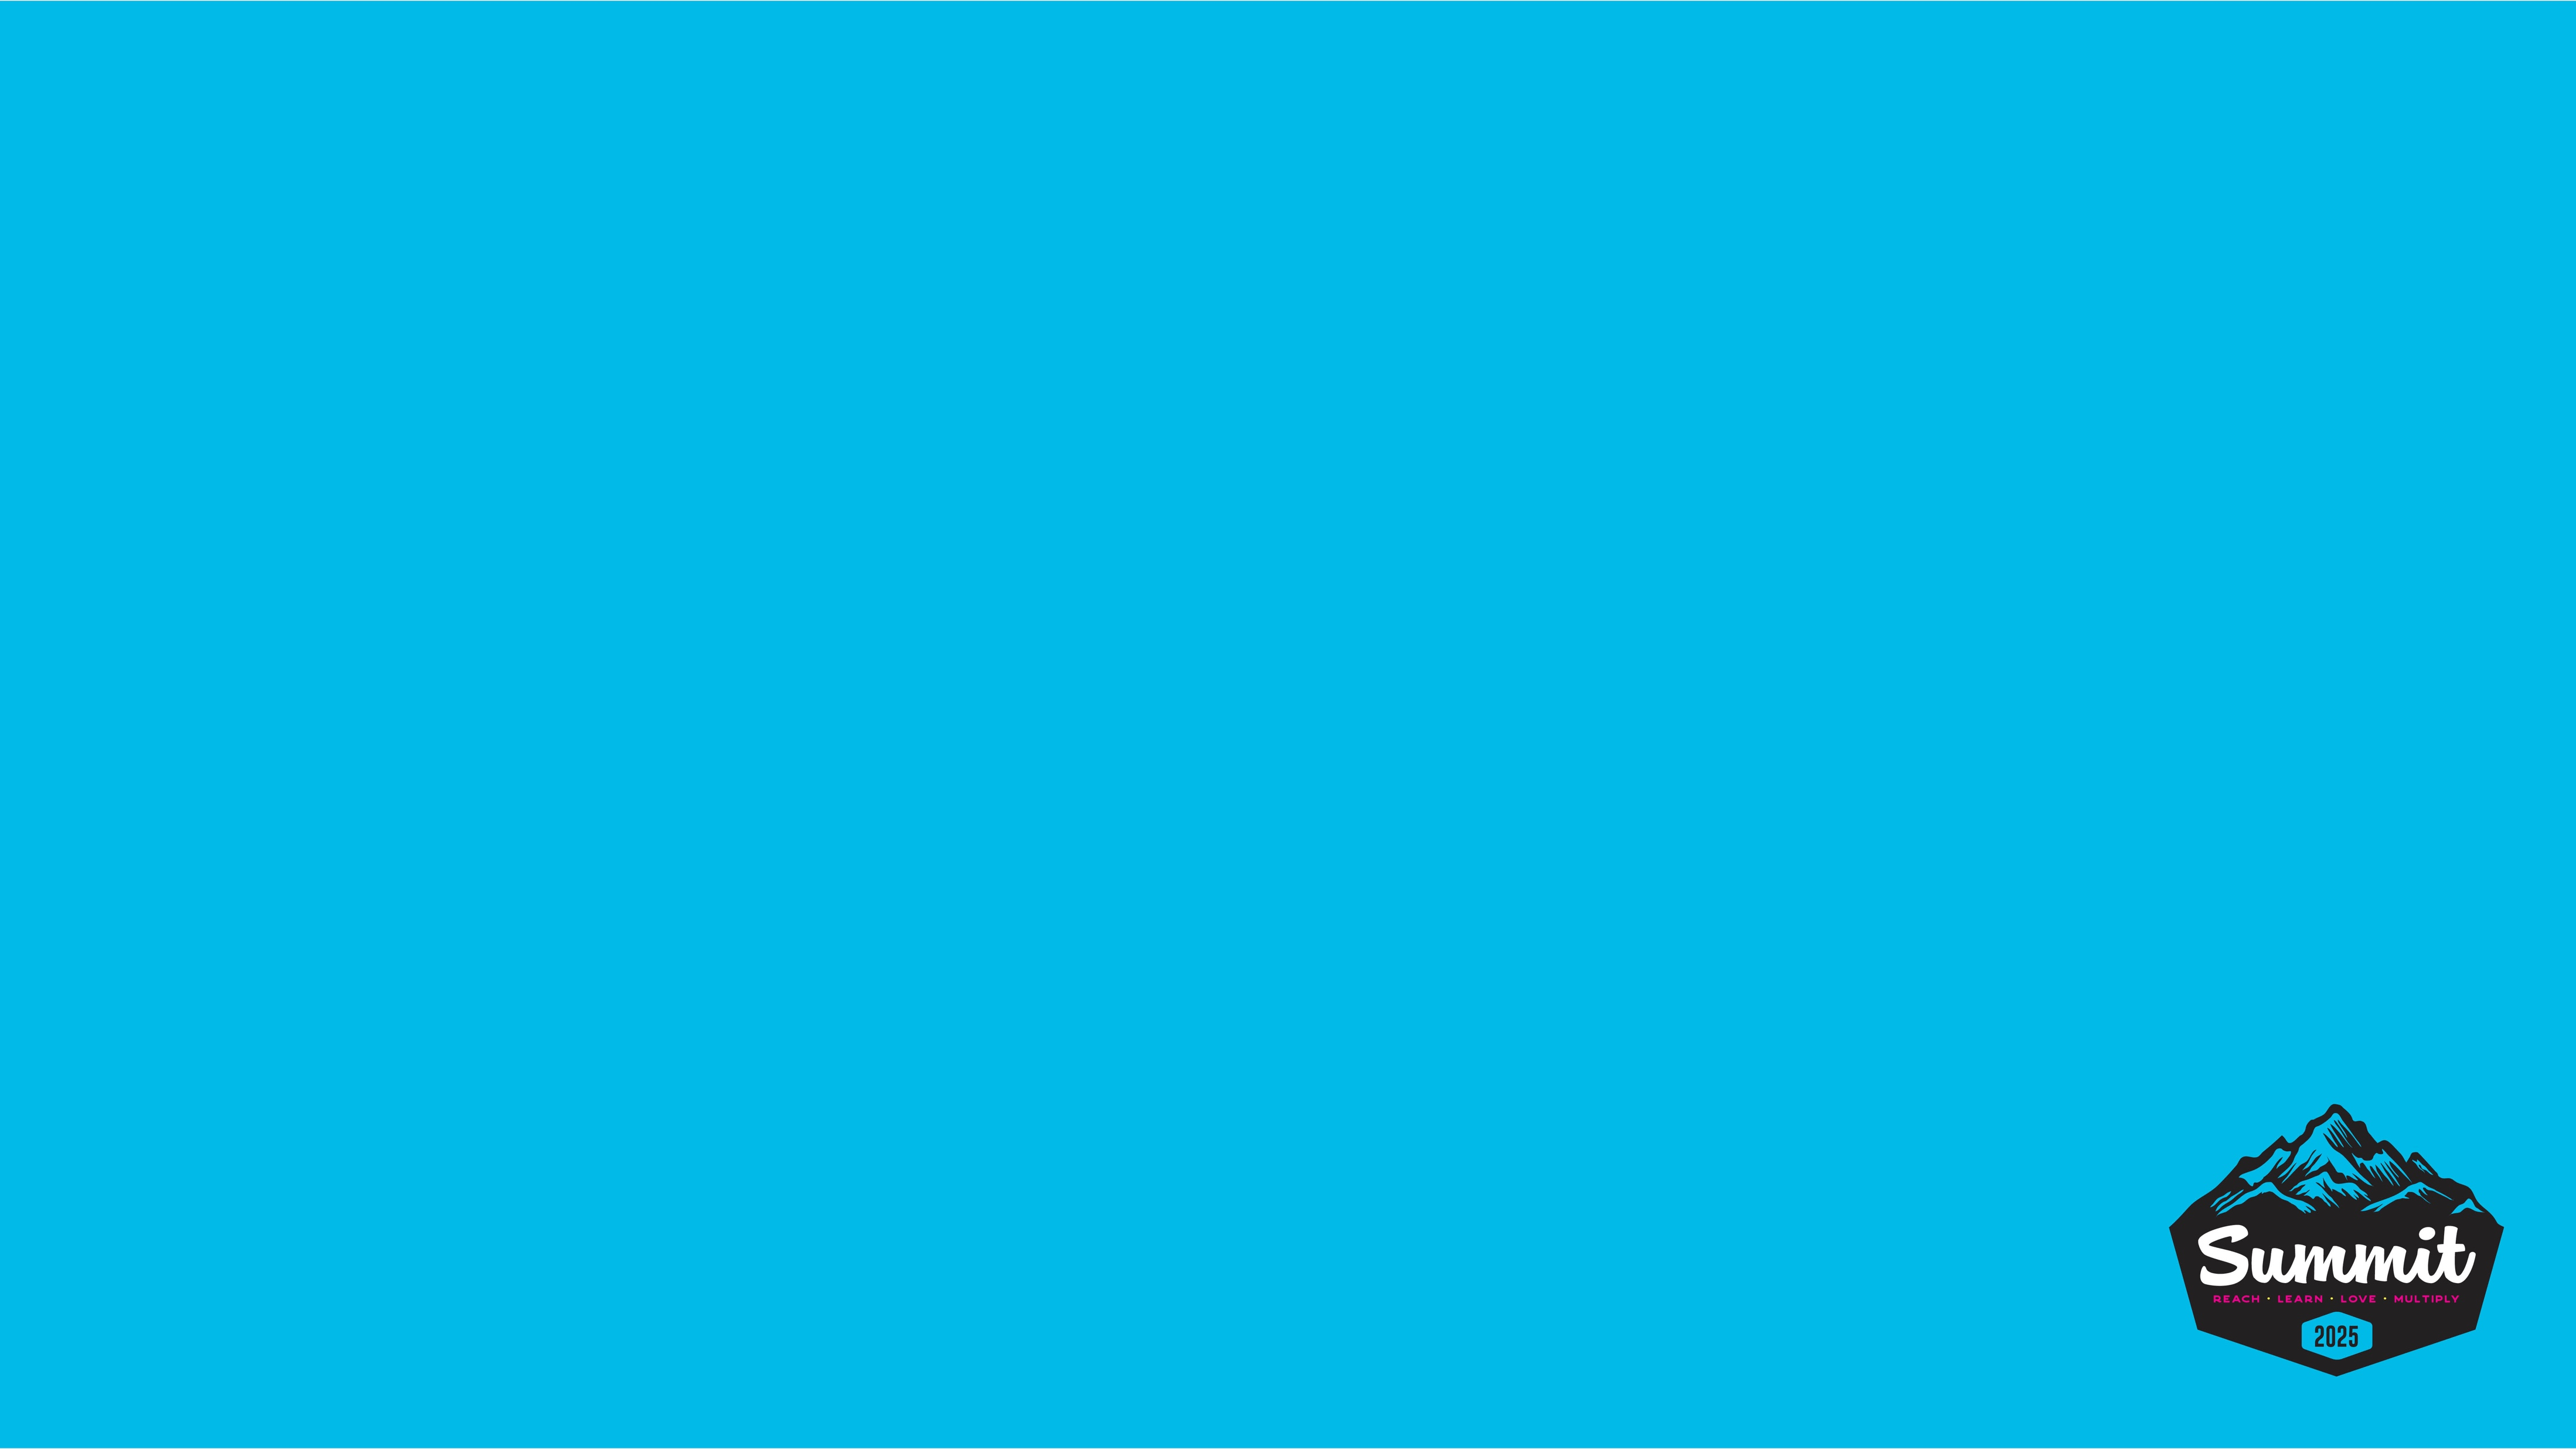 Summit
REACH • LEARN • LOVE • MULTIPLY
2025